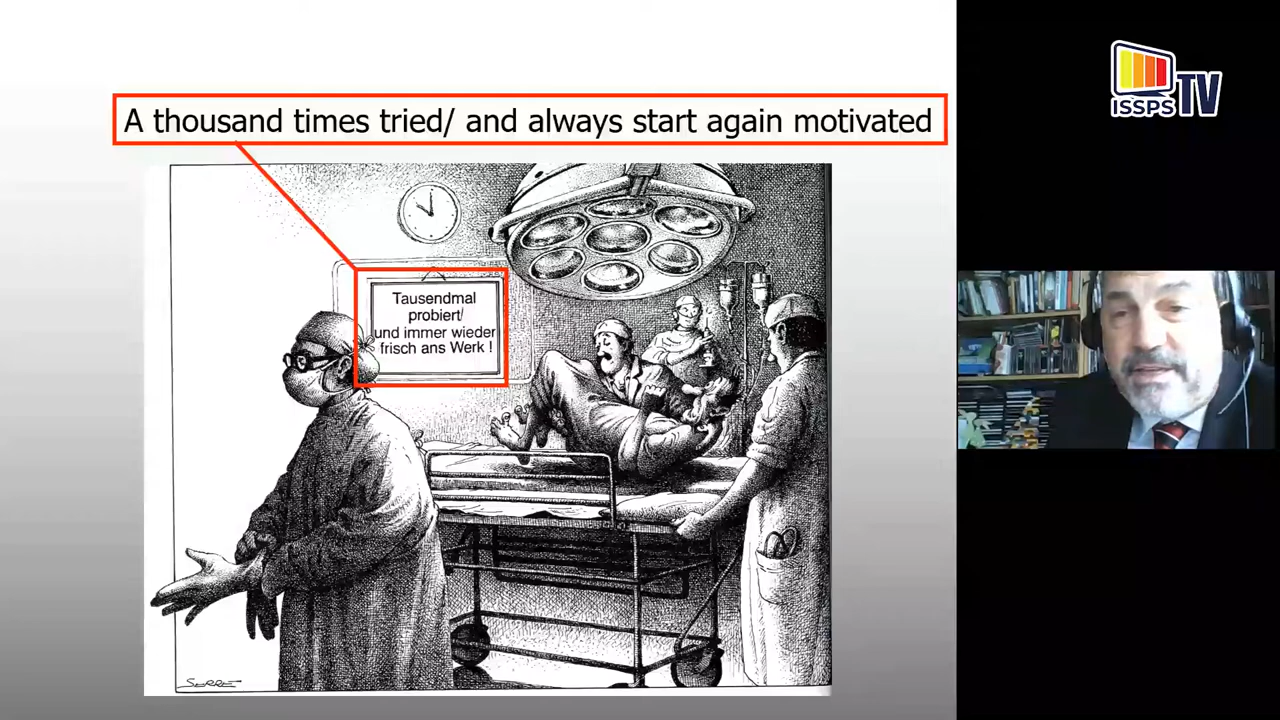 A thousand times tried/ and always start again motivated
ISSPS TV
Tausendmal
probiert/
und immer wieder
frisch ans Werk !
SERRE